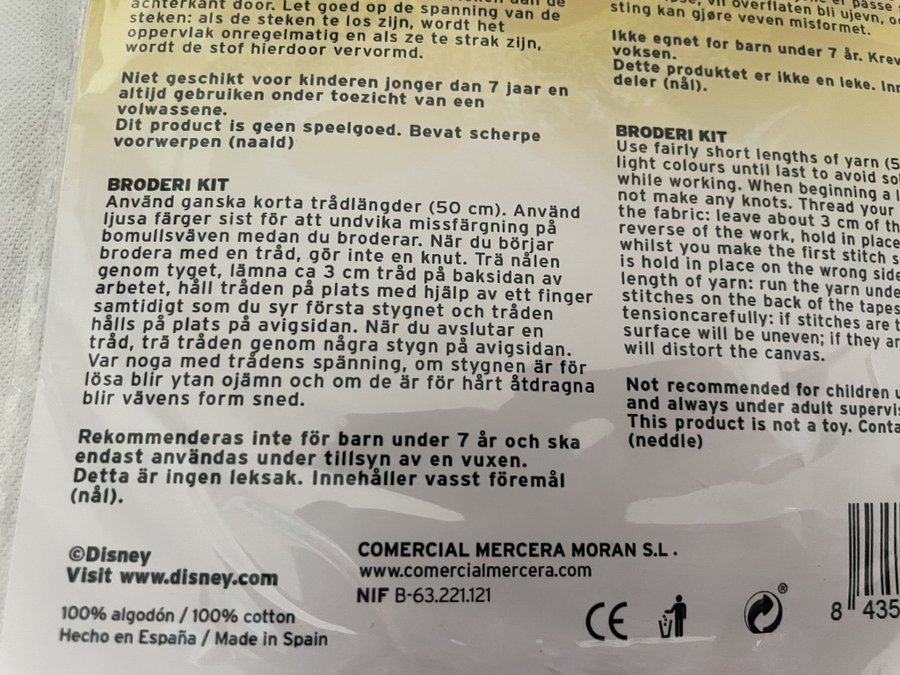 achterkant door. Let goed op de spanning van de
steken: als de steken te los zijn, wordt het
oppervlak onregelmatig en als ze te strak zijn,
wordt de stof hierdoor vervormd.
Niet geschikt voor kinderen jonger dan 7 jaar en
altijd gebruiken onder toezicht van een
volwassene.
Dit product is geen speelgoed. Bevat scherpe
voorwerpen (naald)
BRODERI KIT
Använd ganska korta trådlängder (50 cm). Använd
ljusa färger sist för att undvika missfärgning på
bomullsväven medan du broderar. När du börjar
brodera med en tråd, gör inte en knut. Trä nålen
genom tyget, lämna ca 3 cm tråd på baksidan av
arbetet, håll tråden på plats med hjälp av ett finger
samtidigt som du syr första stygnet och tråden
hålls på plats på avigsidan. När du avslutar en
tråd, trä tråden genom några stygn på avigsidan.
Var noga med trådens spänning, om stygnen är för
lösa blir ytan ojämn och om de är för hårt åtdragna
blir vävens form sned.
Rekommenderas inte för barn under 7 år och ska
endast användas under tillsyn av en vuxen.
Detta är ingen leksak. Innehåller vasst föremål
(nål).
©Disney
Visit www.disney.com
100% algodón / 100% cotton
Hecho en España / Made in Spain
vil overflaten bli ujevn,
sting kan gjøre veven misformet.
Ikke egnet for barn under 7 år.
voksen.
Dette produktet er ikke en leke.
deler (nål).
BRODERI KIT
Use fairly short lengths of yarn (5
light colours until last to avoid
while working. When beginning a
not make any knots. Thread your
the fabric: leave about 3 cm of
reverse of the work, hold in place
whilst you make the first stitch
is hold in place on the wrong side
length of yarn: run the yarn
stitches on the back of the
tensioncarefully: if stitches are
surface will be uneven; if they
will distort the canvas.
Not recommended for children
and always under adult
This product is not a toy.
(neddle)
COMERCIAL MERCERA MORAN S.L.
www.comercialmercera.com
NIF B-63.221.121
CE
8 435